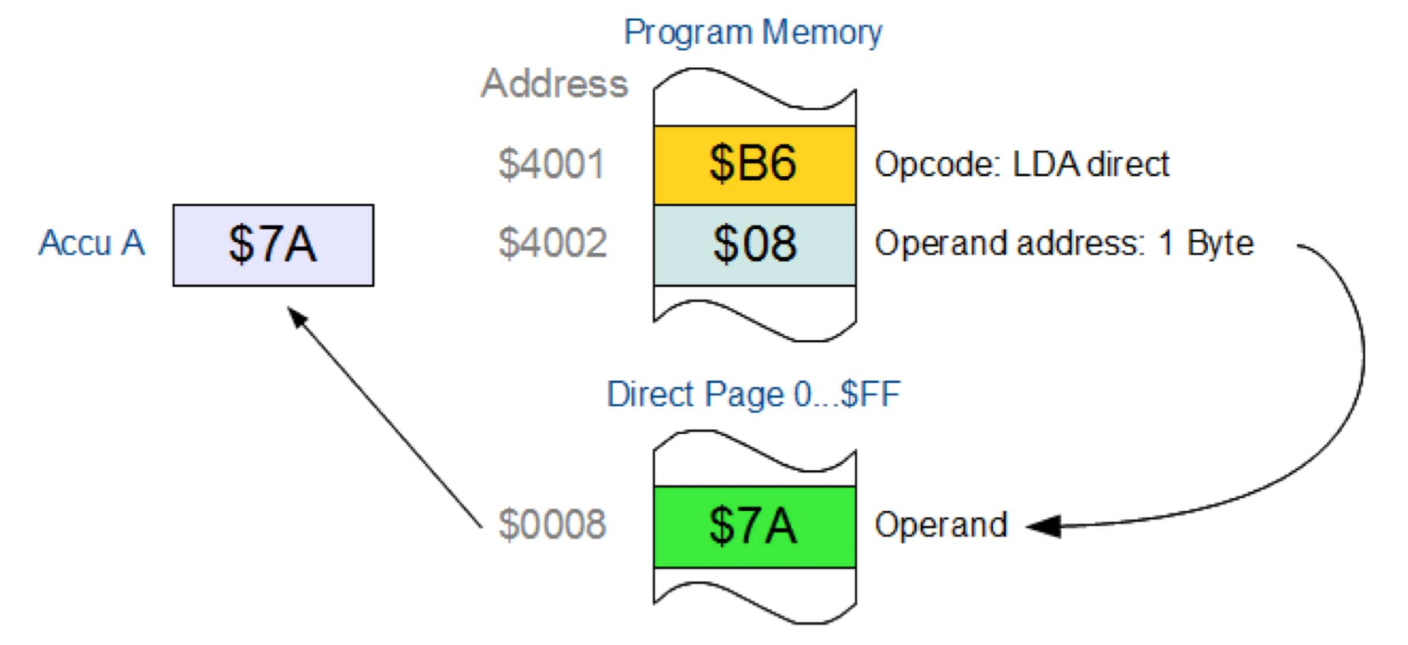 Program Memory
Address
$4001 $B6 Opcode: LDA direct
Accu A $7A $4002 $08 Operand address: 1 Byte
Direct Page 0...$FF
$0008 $7A Operand